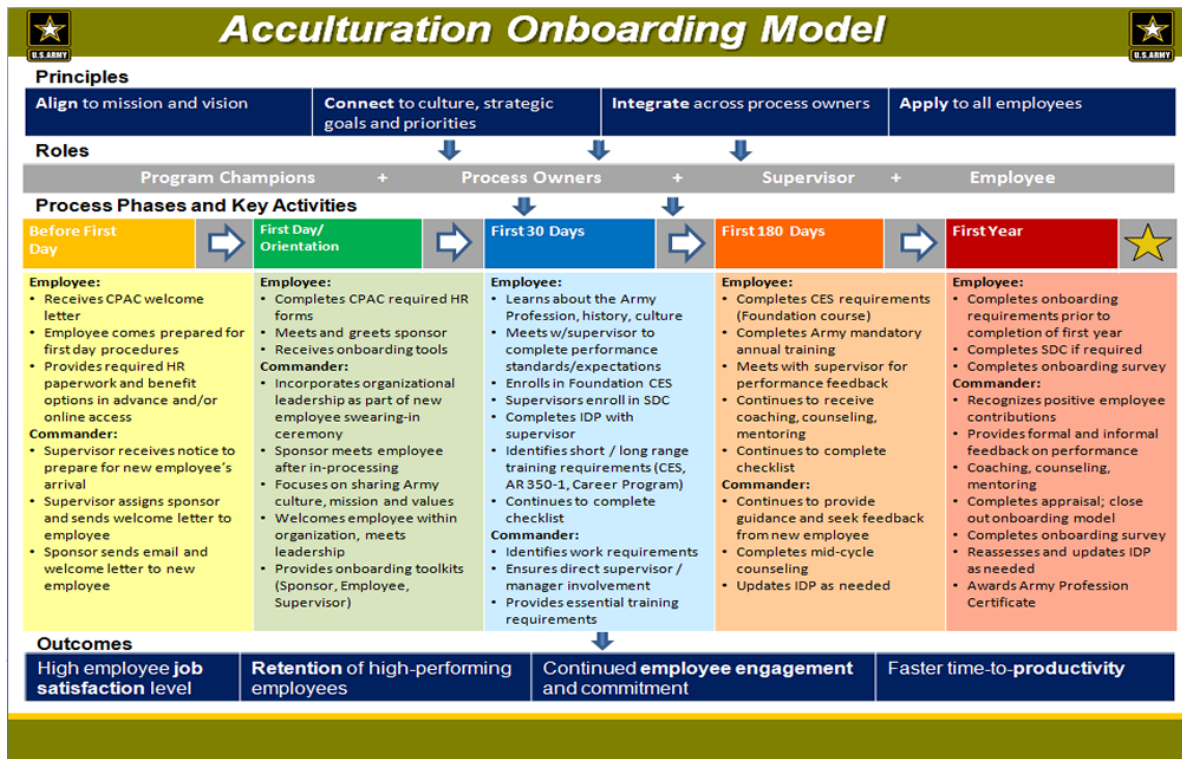 Acculturation Onboarding Model
U.S.ARMY
U.S.ARMY
Principles
Align to mission and vision
Connect to culture, strategic
goals and priorities
Integrate across process owners
Apply to all employees
Roles
Program Champions + Process Owners + Supervisor + Employee
Process Phases and Key Activities
Before First
Day
First Day/
Orientation
First 30 Days
First 180 Days
First Year
Employee:
• Receives CPAC welcome
letter
• Employee comes prepared for
first day procedures
• Provides required HR
paperwork and benefit
options in advance and/or
online access
Commander:
• Supervisor receives notice to
prepare for new employee's
arrival
• Supervisor assigns sponsor
and sends welcome letter to
employee
• Sponsor sends email and
welcome letter to new
employee
Employee:
• Completes CPAC required HR
forms
• Meets and greets sponsor
• Receives onboarding tools
Commander:
• Incorporates organizational
leadership as part of new
employee swearing-in
ceremony
• Sponsor meets employee
after in-processing
• Focuses on sharing Army
culture, mission and values
• Welcomes employee within
organization, meets
leadership
• Provides onboarding toolkits
(Sponsor, Employee,
Supervisor)
Employee:
• Learns about the Army
Profession, history, culture
• Meets w/supervisor to
complete performance
standards/expectations
• Enrolls in Foundation CES
• Supervisors enroll in SDC
• Completes IDP with
supervisor
• Identifies short / long range
training requirements (CES,
AR 350-1, Career Program)
• Continues to complete
checklist
Commander:
• Identifies work requirements
• Ensures direct supervisor /
manager involvement
• Provides essential training
requirements
Employee:
• Completes CES requirements
(Foundation course)
• Completes Army mandatory
annual training
• Meets with supervisor for
performance feedback
• Continues to receive
coaching, counseling,
mentoring
• Continues to complete
checklist
Commander:
• Continues to provide
guidance and seek feedback
from new employee
• Completes mid-cycle
counseling
• Updates IDP as needed
Employee:
• Completes onboarding
requirements prior to
completion of first year
• Completes SDC if required
• Completes onboarding survey
Commander:
• Recognizes positive employee
contributions
• Provides formal and informal
feedback on performance
• Coaching, counseling,
mentoring
• Completes appraisal; close
out onboarding model
• Completes onboarding survey
• Reassesses and updates IDP
as needed
• Awards Army Profession
Certificate
Outcomes
High employee job
satisfaction level
Retention of high-performing
employees
Continued employee engagement
and commitment
Faster time-to-productivity